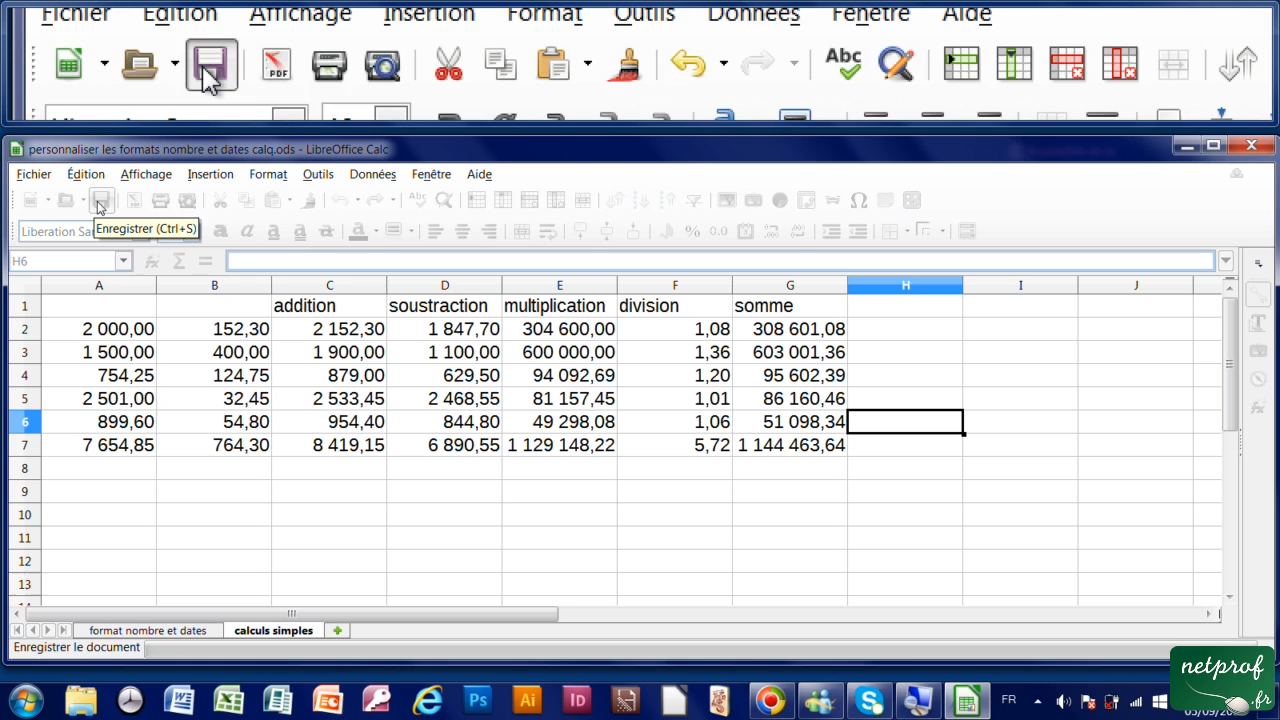 Fichier Édition Affichage Insertion Format Outils Données Fenêtre Aide
PDF Abc
personnaliser les formats nombre et dates calq.ods - LibreOffice Calc
Fichier Édition Affichage Insertion Format Outils Données Fenêtre Aide
Enregistrer (Ctrl+S)
Liberation
H6
A B C D E F G H I J
1 addition soustraction multiplication division somme
2 2 000,00 152,30 2 152,30 1 847,70 304 600,00 1,08 308 601,08
3 1 500,00 400,00 1 900,00 1 100,00 600 000,00 1,36 603 001,36
4 754,25 124,75 879,00 629,50 94 092,69 1,20 95 602,39
5 2 501,00 32,45 2 533,45 2 468,55 81 157,45 1,01 86 160,46
6 899,60 54,80 954,40 844,80 49 298,08 1,06 51 098,34
7 7 654,85 764,30 8 419,15 6 890,55 1 129 148,22 5,72 1 144 463,64
8
9
10
11
12
13
format nombre et dates calculs simples
Enregistrer le document
netprof.fr
Ps Ai Id FR